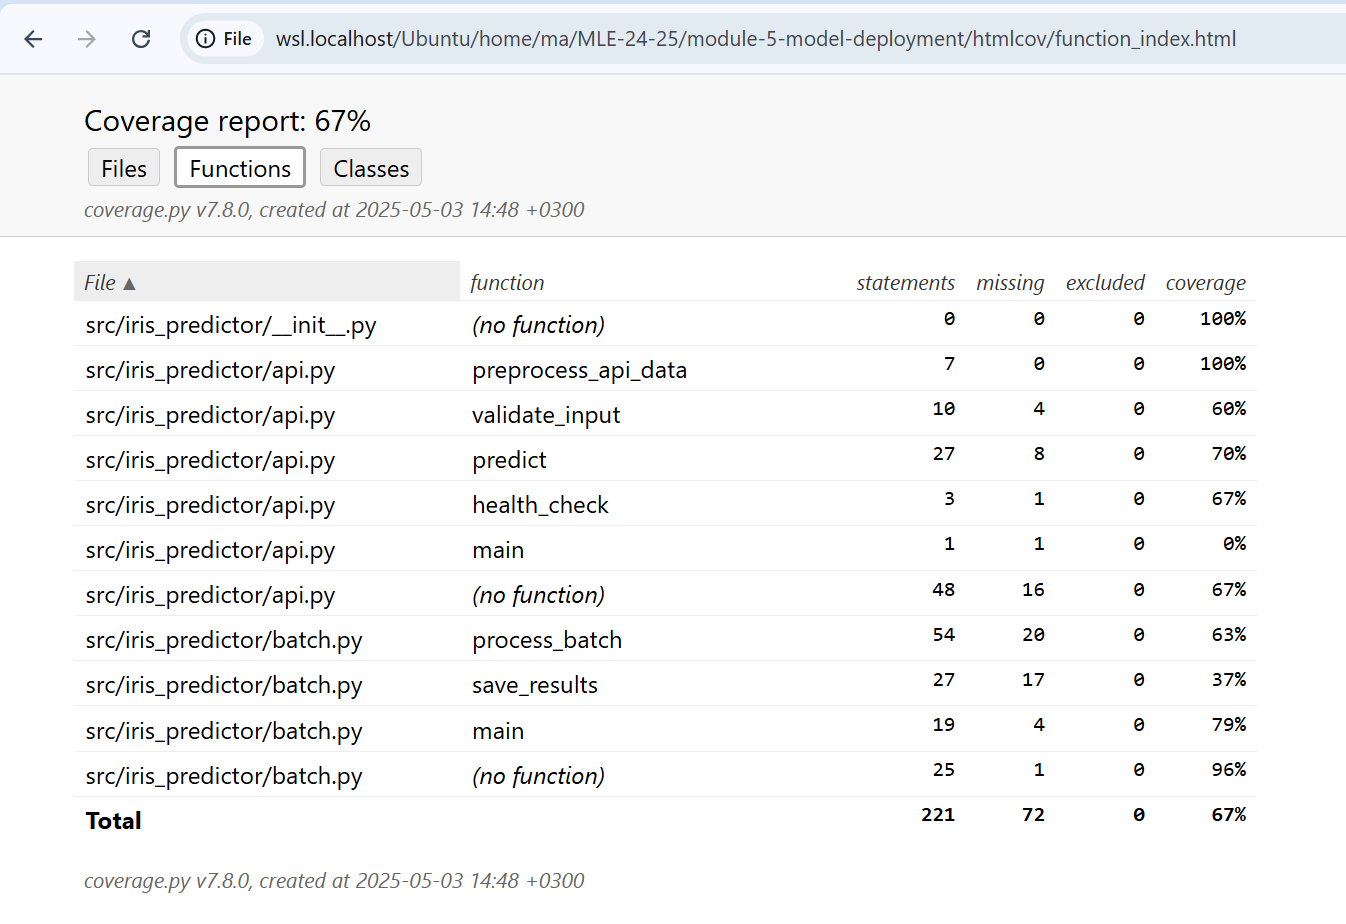 File wsl.localhost/Ubuntu/home/ma/MLE-24-25/module-5-model-deployment/htmlcov/function_index.html
Coverage report: 67%
Files Functions Classes
coverage.py v7.8.0, created at 2025-05-03 14:48 +0300
File ▲ function statements missing excluded coverage
src/iris_predictor/__init__.py (no function) 0 0 0 100%
src/iris_predictor/api.py preprocess_api_data 7 0 0 100%
src/iris_predictor/api.py validate_input 10 4 0 60%
src/iris_predictor/api.py predict 27 8 0 70%
src/iris_predictor/api.py health_check 3 1 0 67%
src/iris_predictor/api.py main 1 1 0 0%
src/iris_predictor/api.py (no function) 48 16 0 67%
src/iris_predictor/batch.py process_batch 54 20 0 63%
src/iris_predictor/batch.py save_results 27 17 0 37%
src/iris_predictor/batch.py main 19 4 0 79%
src/iris_predictor/batch.py (no function) 25 1 0 96%
Total 221 72 0 67%
coverage.py v7.8.0, created at 2025-05-03 14:48 +0300